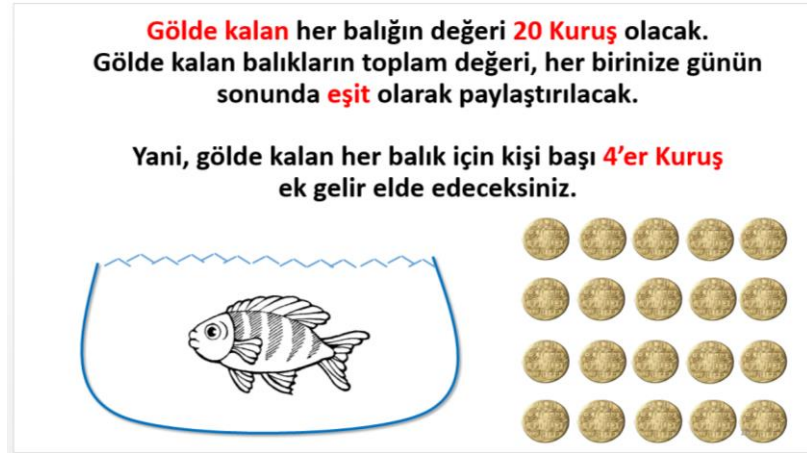 Gölde kalan her balığın değeri 20 Kuruş olacak.
Gölde kalan balıkların toplam değeri, her birinize günün
sonunda eşit olarak paylaştırılacak.
Yani, gölde kalan her balık için kişi başı 4’er Kuruş
ek gelir elde edeceksiniz.